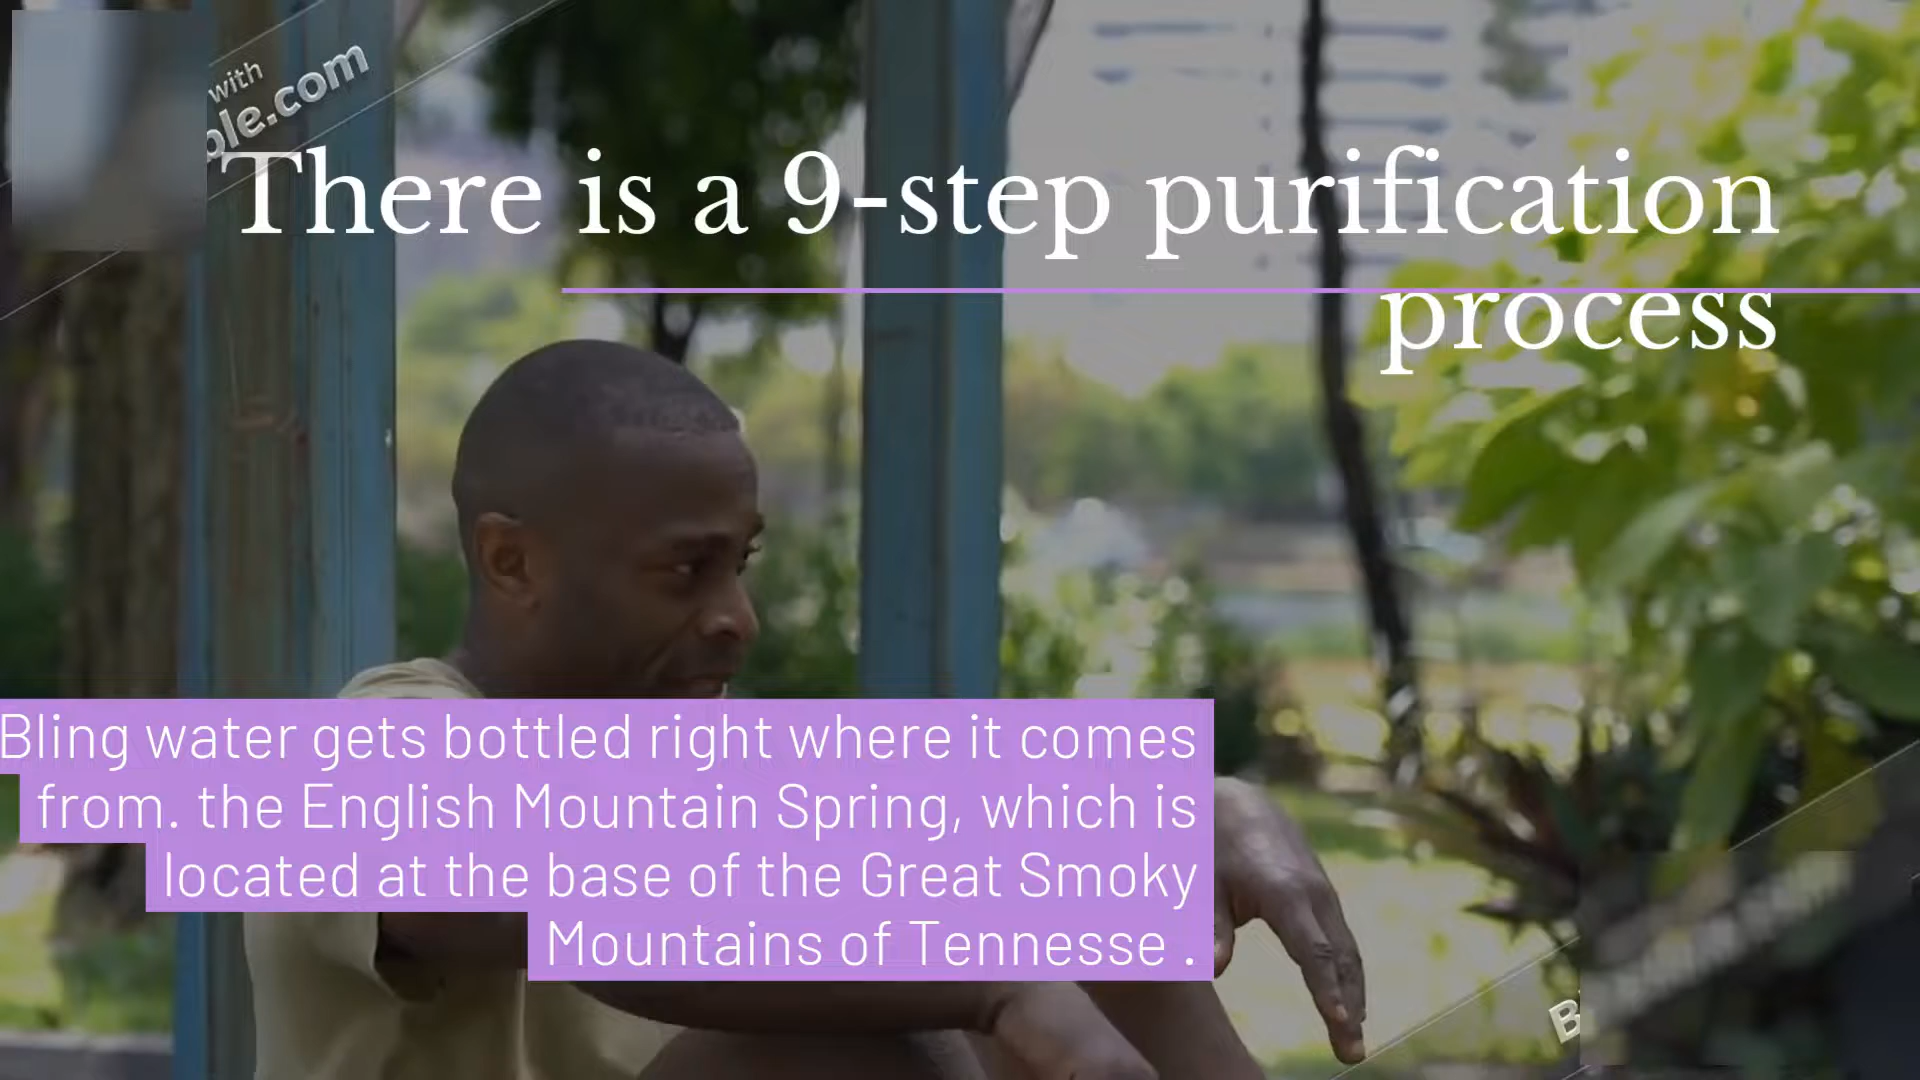 with
ple.com
There is a 9-step purification
process
Bling water gets bottled right where it comes
from. the English Mountain Spring, which is
located at the base of the Great Smoky
Mountains of Tennesse .
B